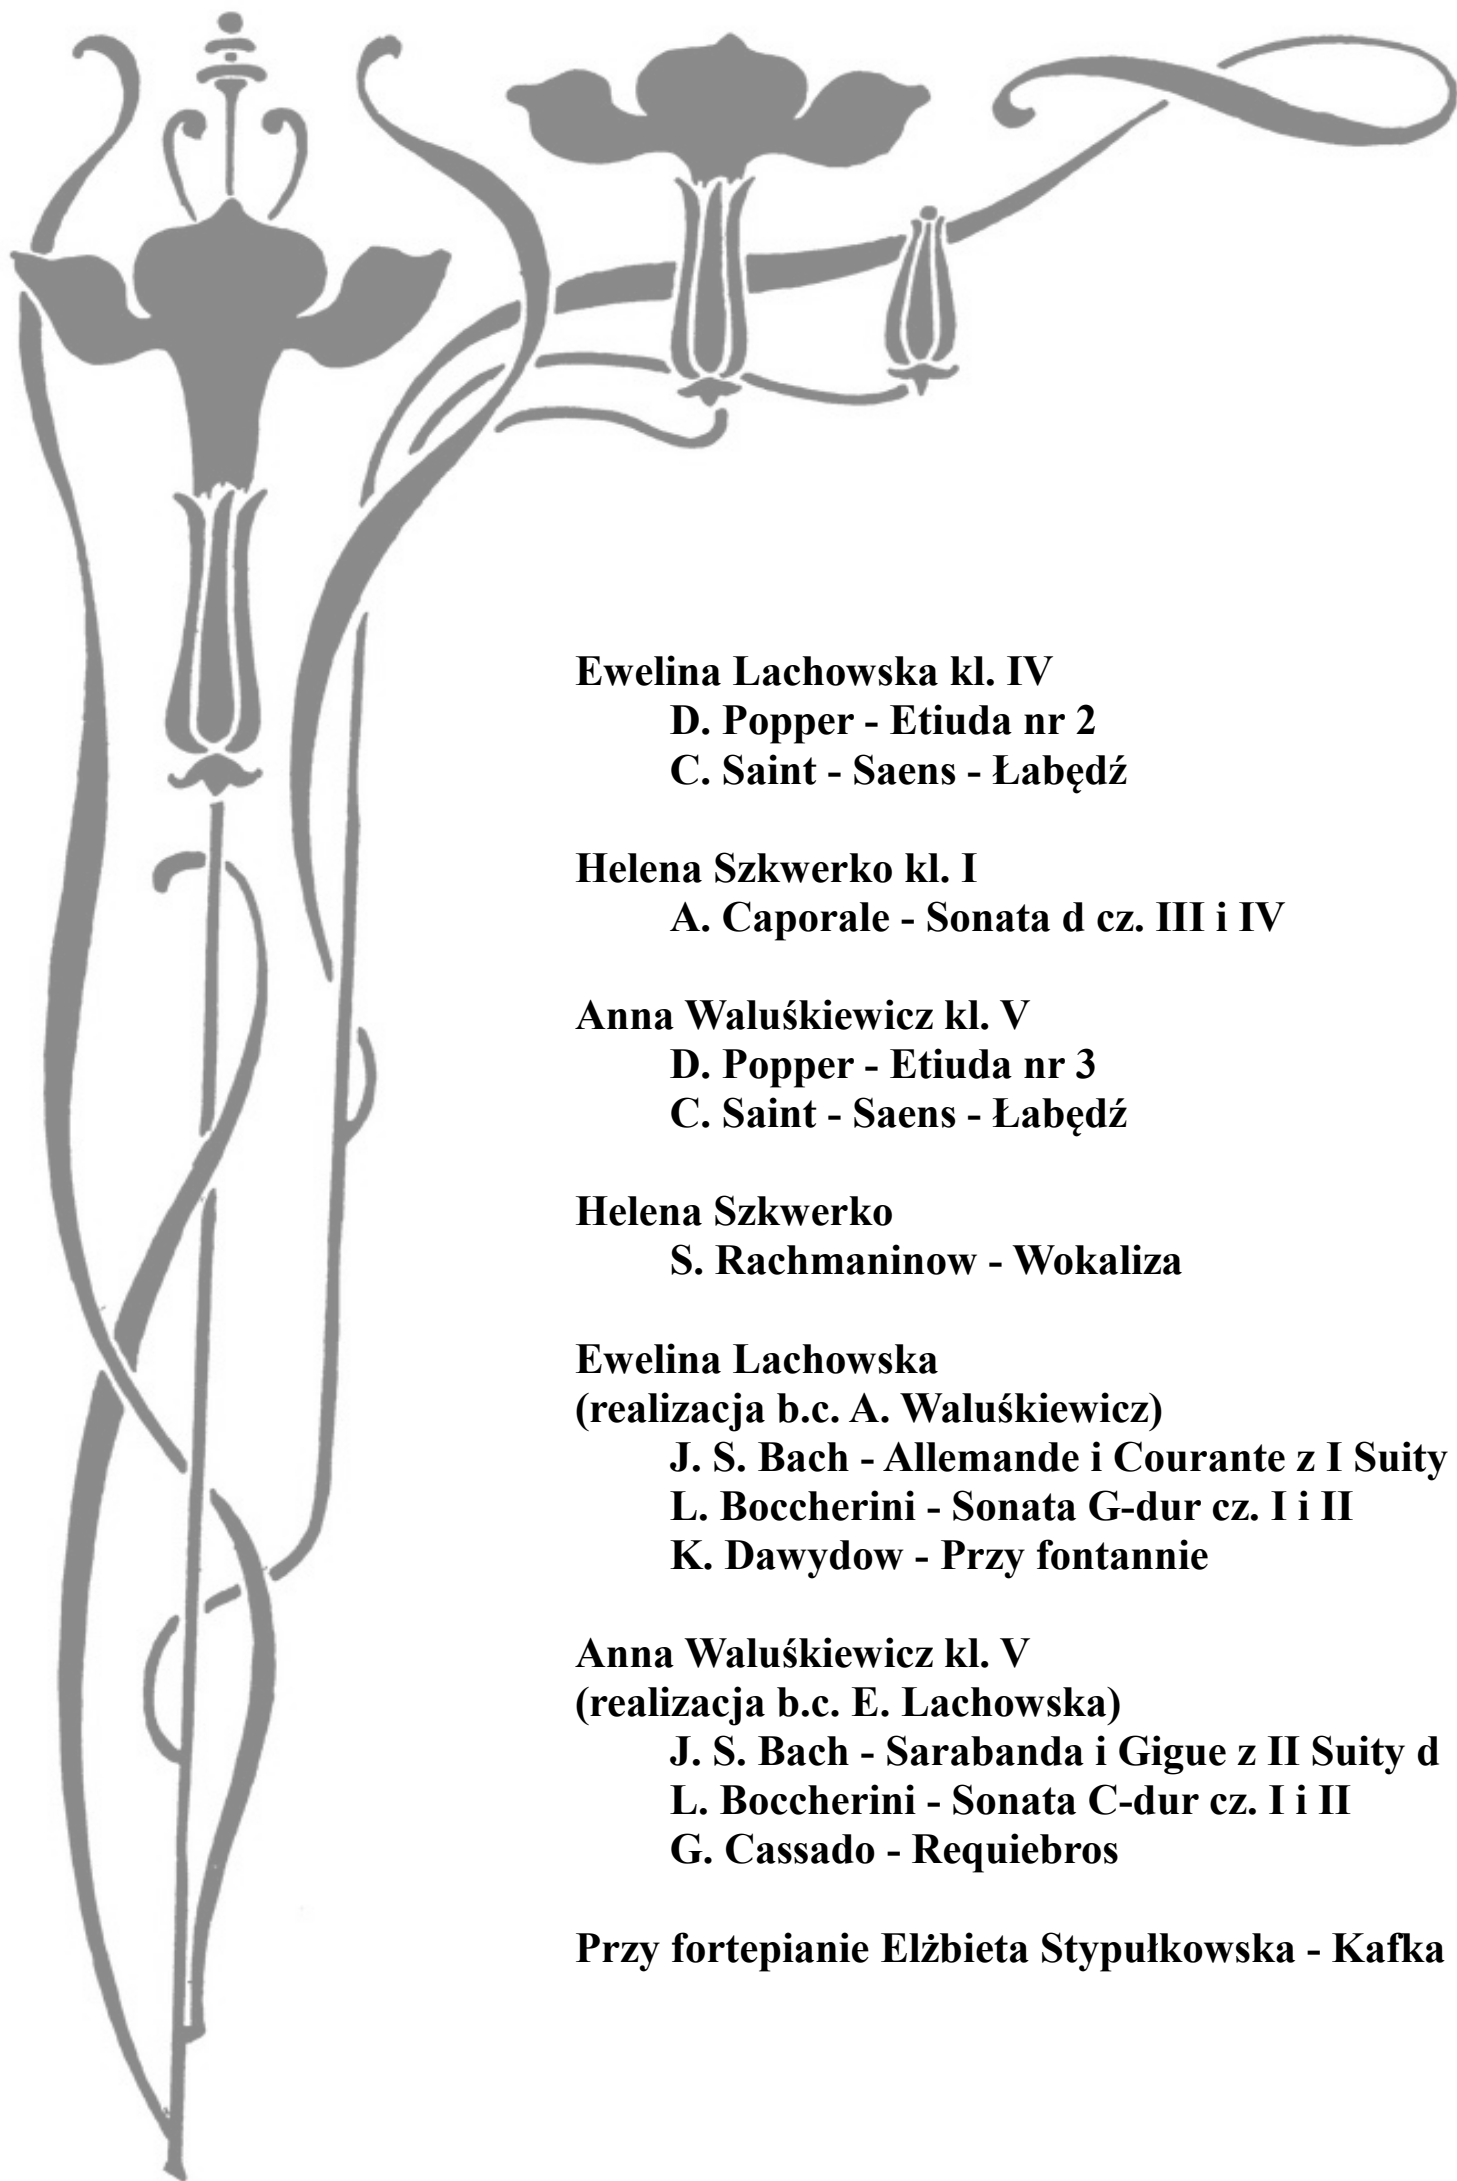 Ewelina Lachowska kl. IV
D. Popper - Etiuda nr 2
C. Saint - Saens - Łabędź
Helena Szkwerko kl. I
A. Caporale - Sonata d cz. III i IV
Anna Waluśkiewicz kl. V
D. Popper - Etiuda nr 3
C. Saint - Saens - Łabędź
Helena Szkwerko
S. Rachmaninow - Wokaliza
Ewelina Lachowska
(realizacja b.c. A. Waluśkiewicz)
J. S. Bach - Allemande i Courante z I Suity
L. Boccherini - Sonata G-dur cz. I i II
K. Dawydow - Przy fontannie
Anna Waluśkiewicz kl. V
(realizacja b.c. E. Lachowska)
J. S. Bach - Sarabanda i Gigue z II Suity d
L. Boccherini - Sonata C-dur cz. I i II
G. Cassado - Requiebros
Przy fortepianie Elżbieta Stypułkowska - Kafka